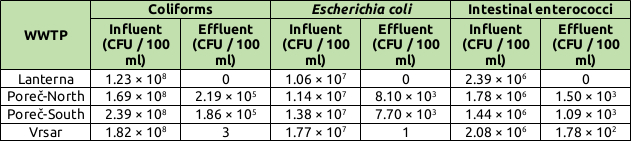 WWTP Coliforms Escherichia coli Intestinal enterococci
Influent (CFU / 100 ml) Effluent (CFU / 100 ml) Influent (CFU / 100 ml) Effluent (CFU / 100 ml) Influent (CFU / 100 ml) Effluent (CFU / 100 ml)
Lanterna 1.23 × 10⁸ 0 1.06 × 10⁷ 0 2.39 × 10⁶ 0
Poreč-North 1.69 × 10⁸ 2.19 × 10⁵ 1.14 × 10⁷ 8.10 × 10³ 1.78 × 10⁶ 1.50 × 10³
Poreč-South 2.39 × 10⁸ 1.86 × 10⁵ 1.38 × 10⁷ 7.70 × 10³ 1.44 × 10⁶ 1.09 × 10³
Vrsar 1.82 × 10⁸ 3 1.77 × 10⁷ 1 2.08 × 10⁶ 1.78 × 10²